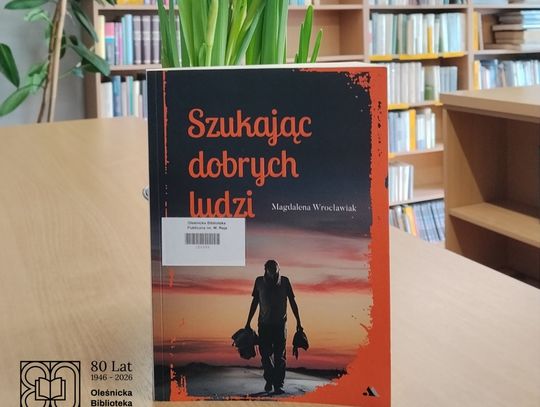 Szukając
dobrych
ludzi
Magdalena Wrocławiak
Oleśnicka Biblioteka
Publiczna im. M. Reja
80 Lat
1946 - 2026
Oleśnicka
Biblioteka